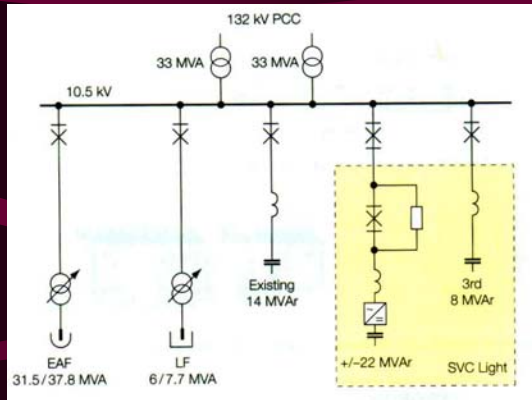 132 kV PCC
33 MVA
33 MVA
10.5 kV
Existing
14 MVAr
3rd
8 MVAr
+/–22 MVAr
EAF
31.5/37.8 MVA
LF
6/7.7 MVA
SVC Light